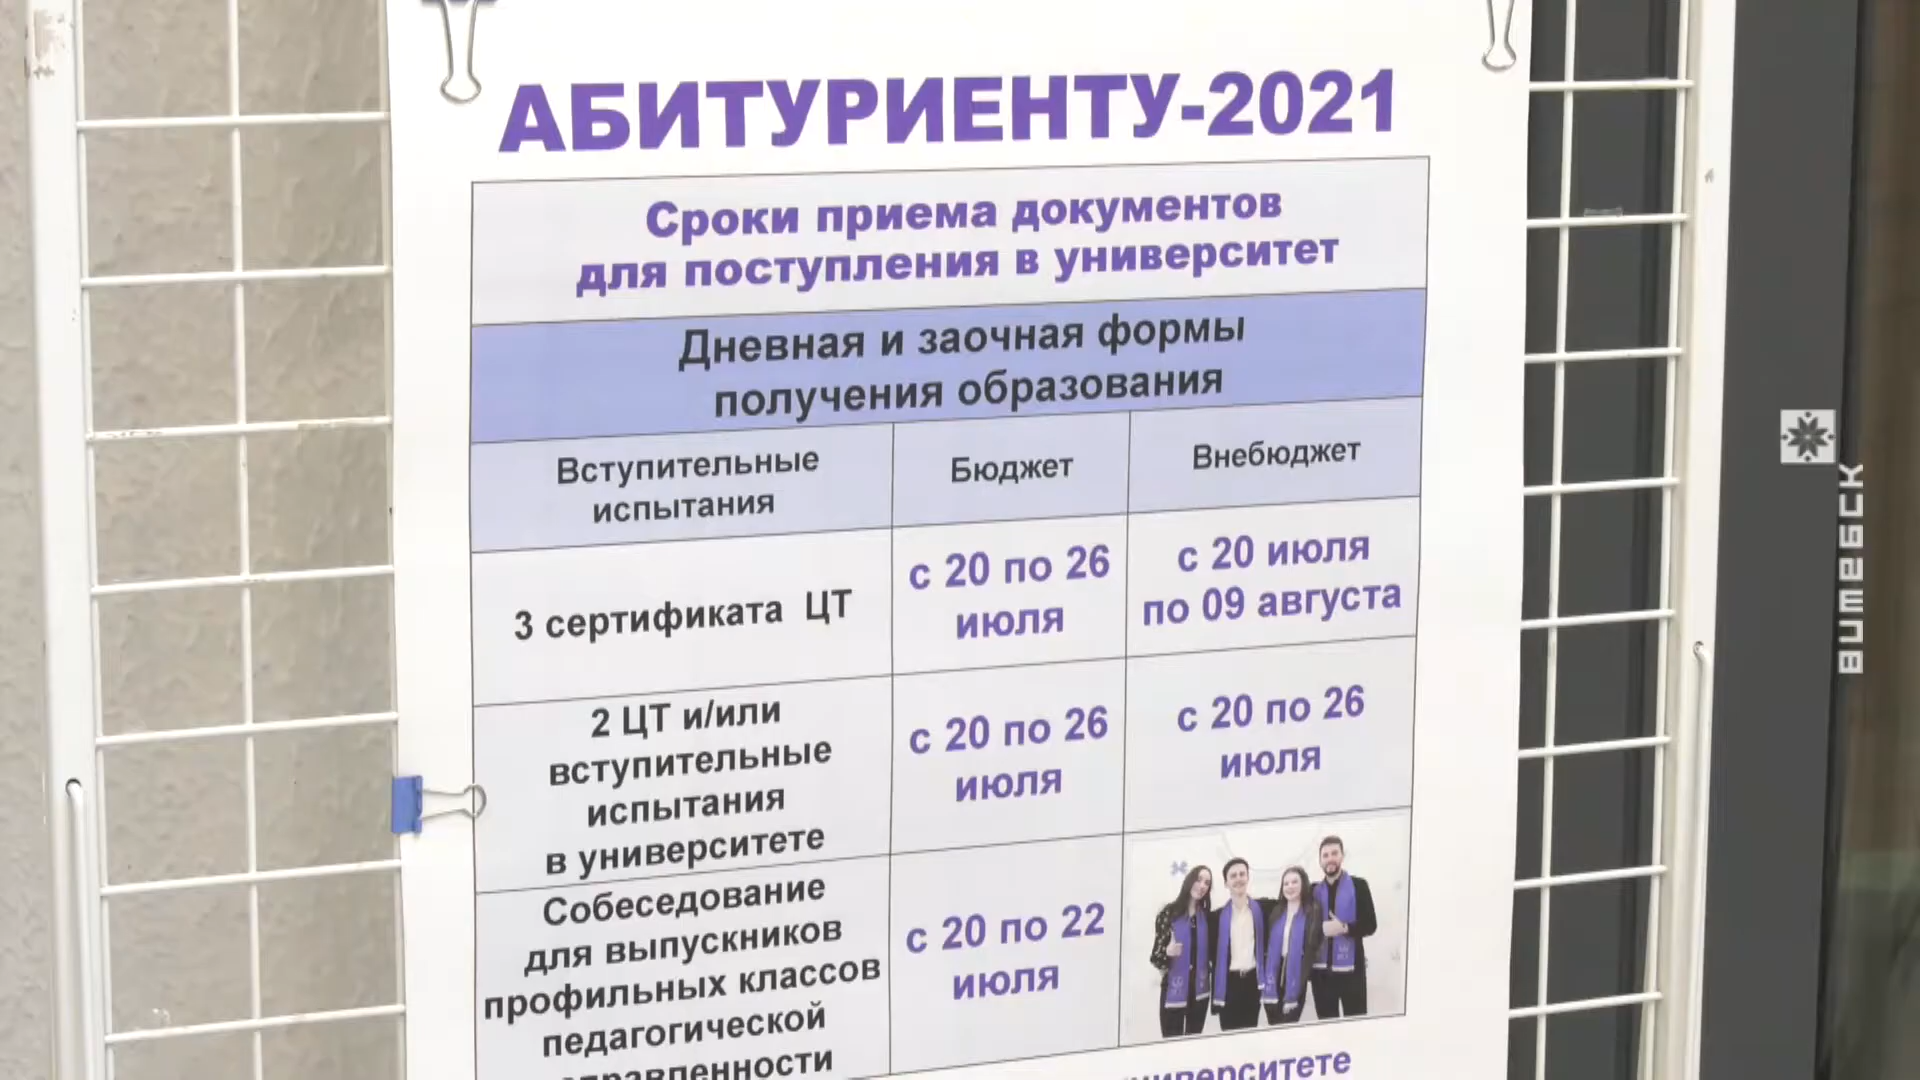 АБИТУРИЕНТУ-2021
Сроки приема документов
для поступления в университет
Дневная и заочная формы
получения образования
Вступительные
испытания
Бюджет
Внебюджет
3 сертификата ЦТ
с 20 по 26
июля
с 20 июля
по 09 августа
2 ЦТ и/или
вступительные
испытания
в университете
с 20 по 26
июля
с 20 по 26
июля
Собеседование
для выпускников
профильных классов
педагогической
с 20 по 22
июля
Витебск